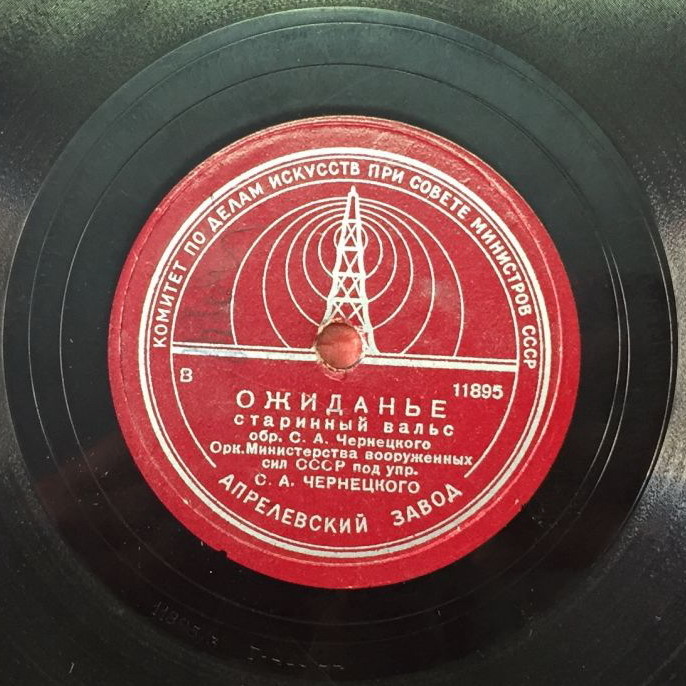 КОМИТЕТ ПО ДЕЛАМ ИСКУССТВ ПРИ СОВЕТЕ МИНИСТРОВ СССР
В 11895
ОЖИДАНЬЕ
старинный вальс
обр. С. А. Чернецкого
Орк.Министерства вооруженных
сил СССР под упр.
С. А. ЧЕРНЕЦКОГО
АПРЕЛЕВСКИЙ ЗАВОД